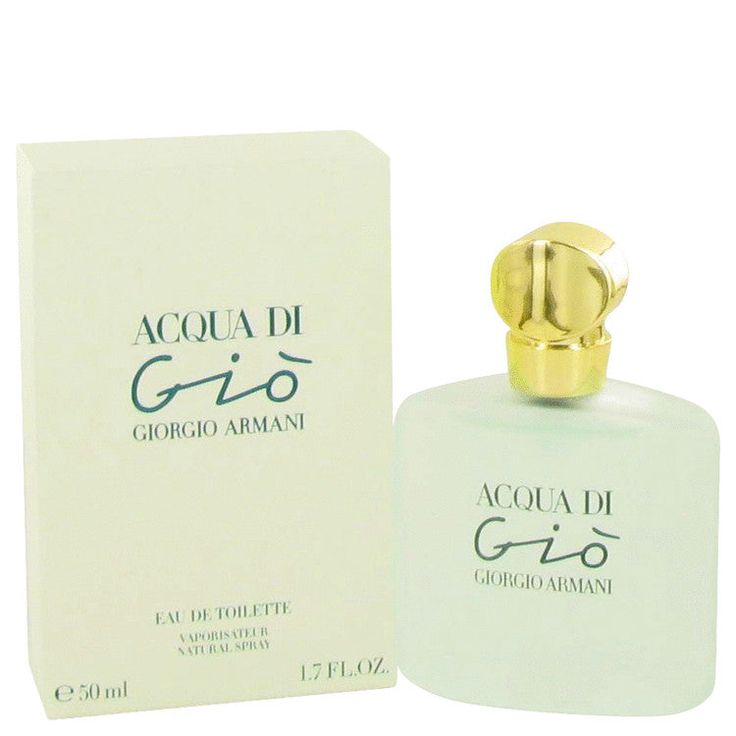 ACQUA DI
Giò
GIORGIO ARMANI
EAU DE TOILETTE
VAPORISATEUR
NATURAL SPRAY
℮ 50 ml
1.7 FL.OZ.
ACQUA DI
Giò
GIORGIO ARMANI